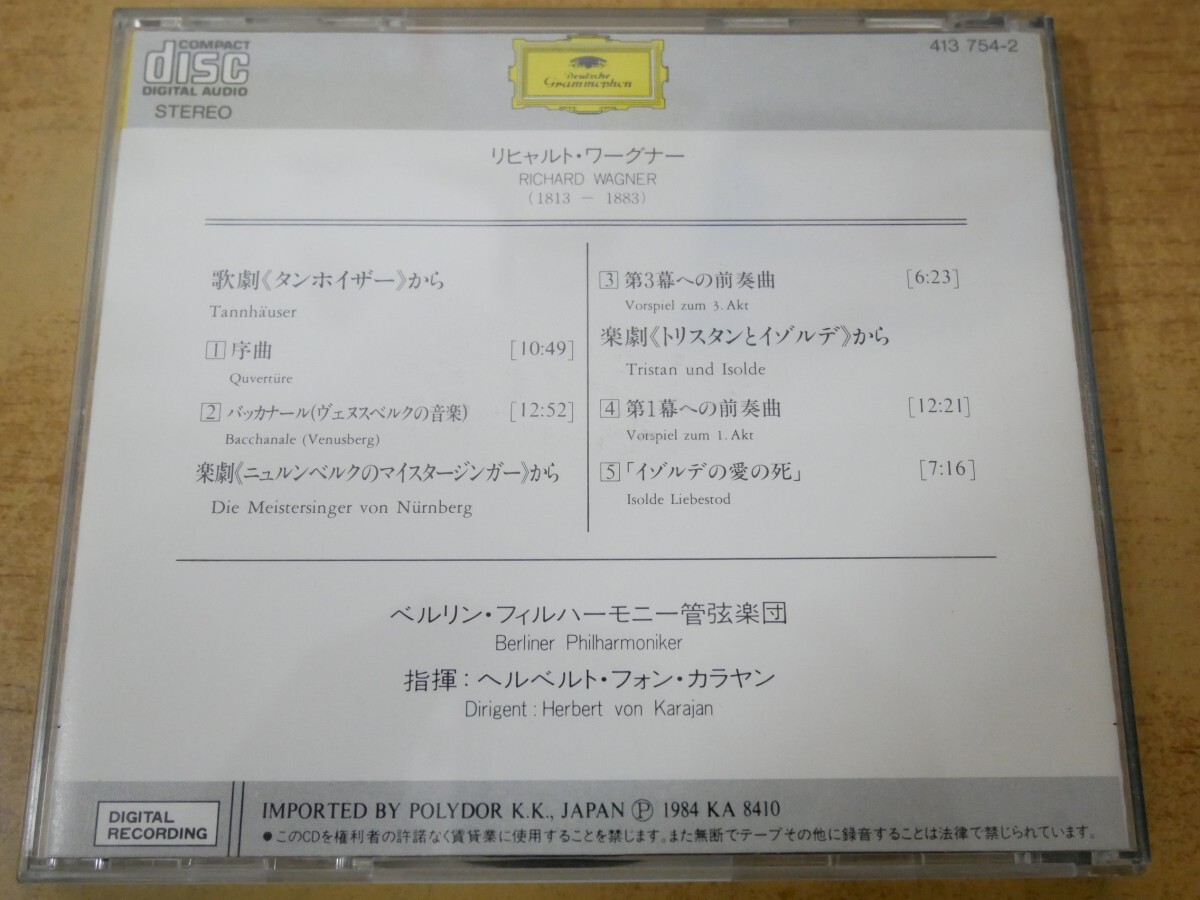 COMPACT
disc
DIGITAL AUDIO
STEREO
Deutsche
Grammophon
413 754-2
リヒャルト・ワーグナー
RICHARD WAGNER
(1813 − 1883)
歌劇《タンホイザー》から
Tannhäuser
1 序曲 [10:49]
Quvertüre
2 バッカナール(ヴェヌスベルクの音楽) [12:52]
Bacchanale (Venusberg)
楽劇《ニュルンベルクのマイスタージンガー》から
Die Meistersinger von Nürnberg
3 第3幕への前奏曲 [6:23]
Vorspiel zum 3. Akt
楽劇《トリスタンとイゾルデ》から
Tristan und Isolde
4 第1幕への前奏曲 [12:21]
Vorspiel zum 1. Akt
5 「イゾルデの愛の死」 [7:16]
Isolde Liebestod
ベルリン・フィルハーモニー管弦楽団
Berliner Philharmoniker
指揮:ヘルベルト・フォン・カラヤン
Dirigent : Herbert von Karajan
DIGITAL
RECORDING
IMPORTED BY POLYDOR K.K., JAPAN Ⓟ 1984 KA 8410
●このCDを権利者の許諾なく賃貸業に使用することを禁じます。また無断でテープその他に録音することは法律で禁じられています。